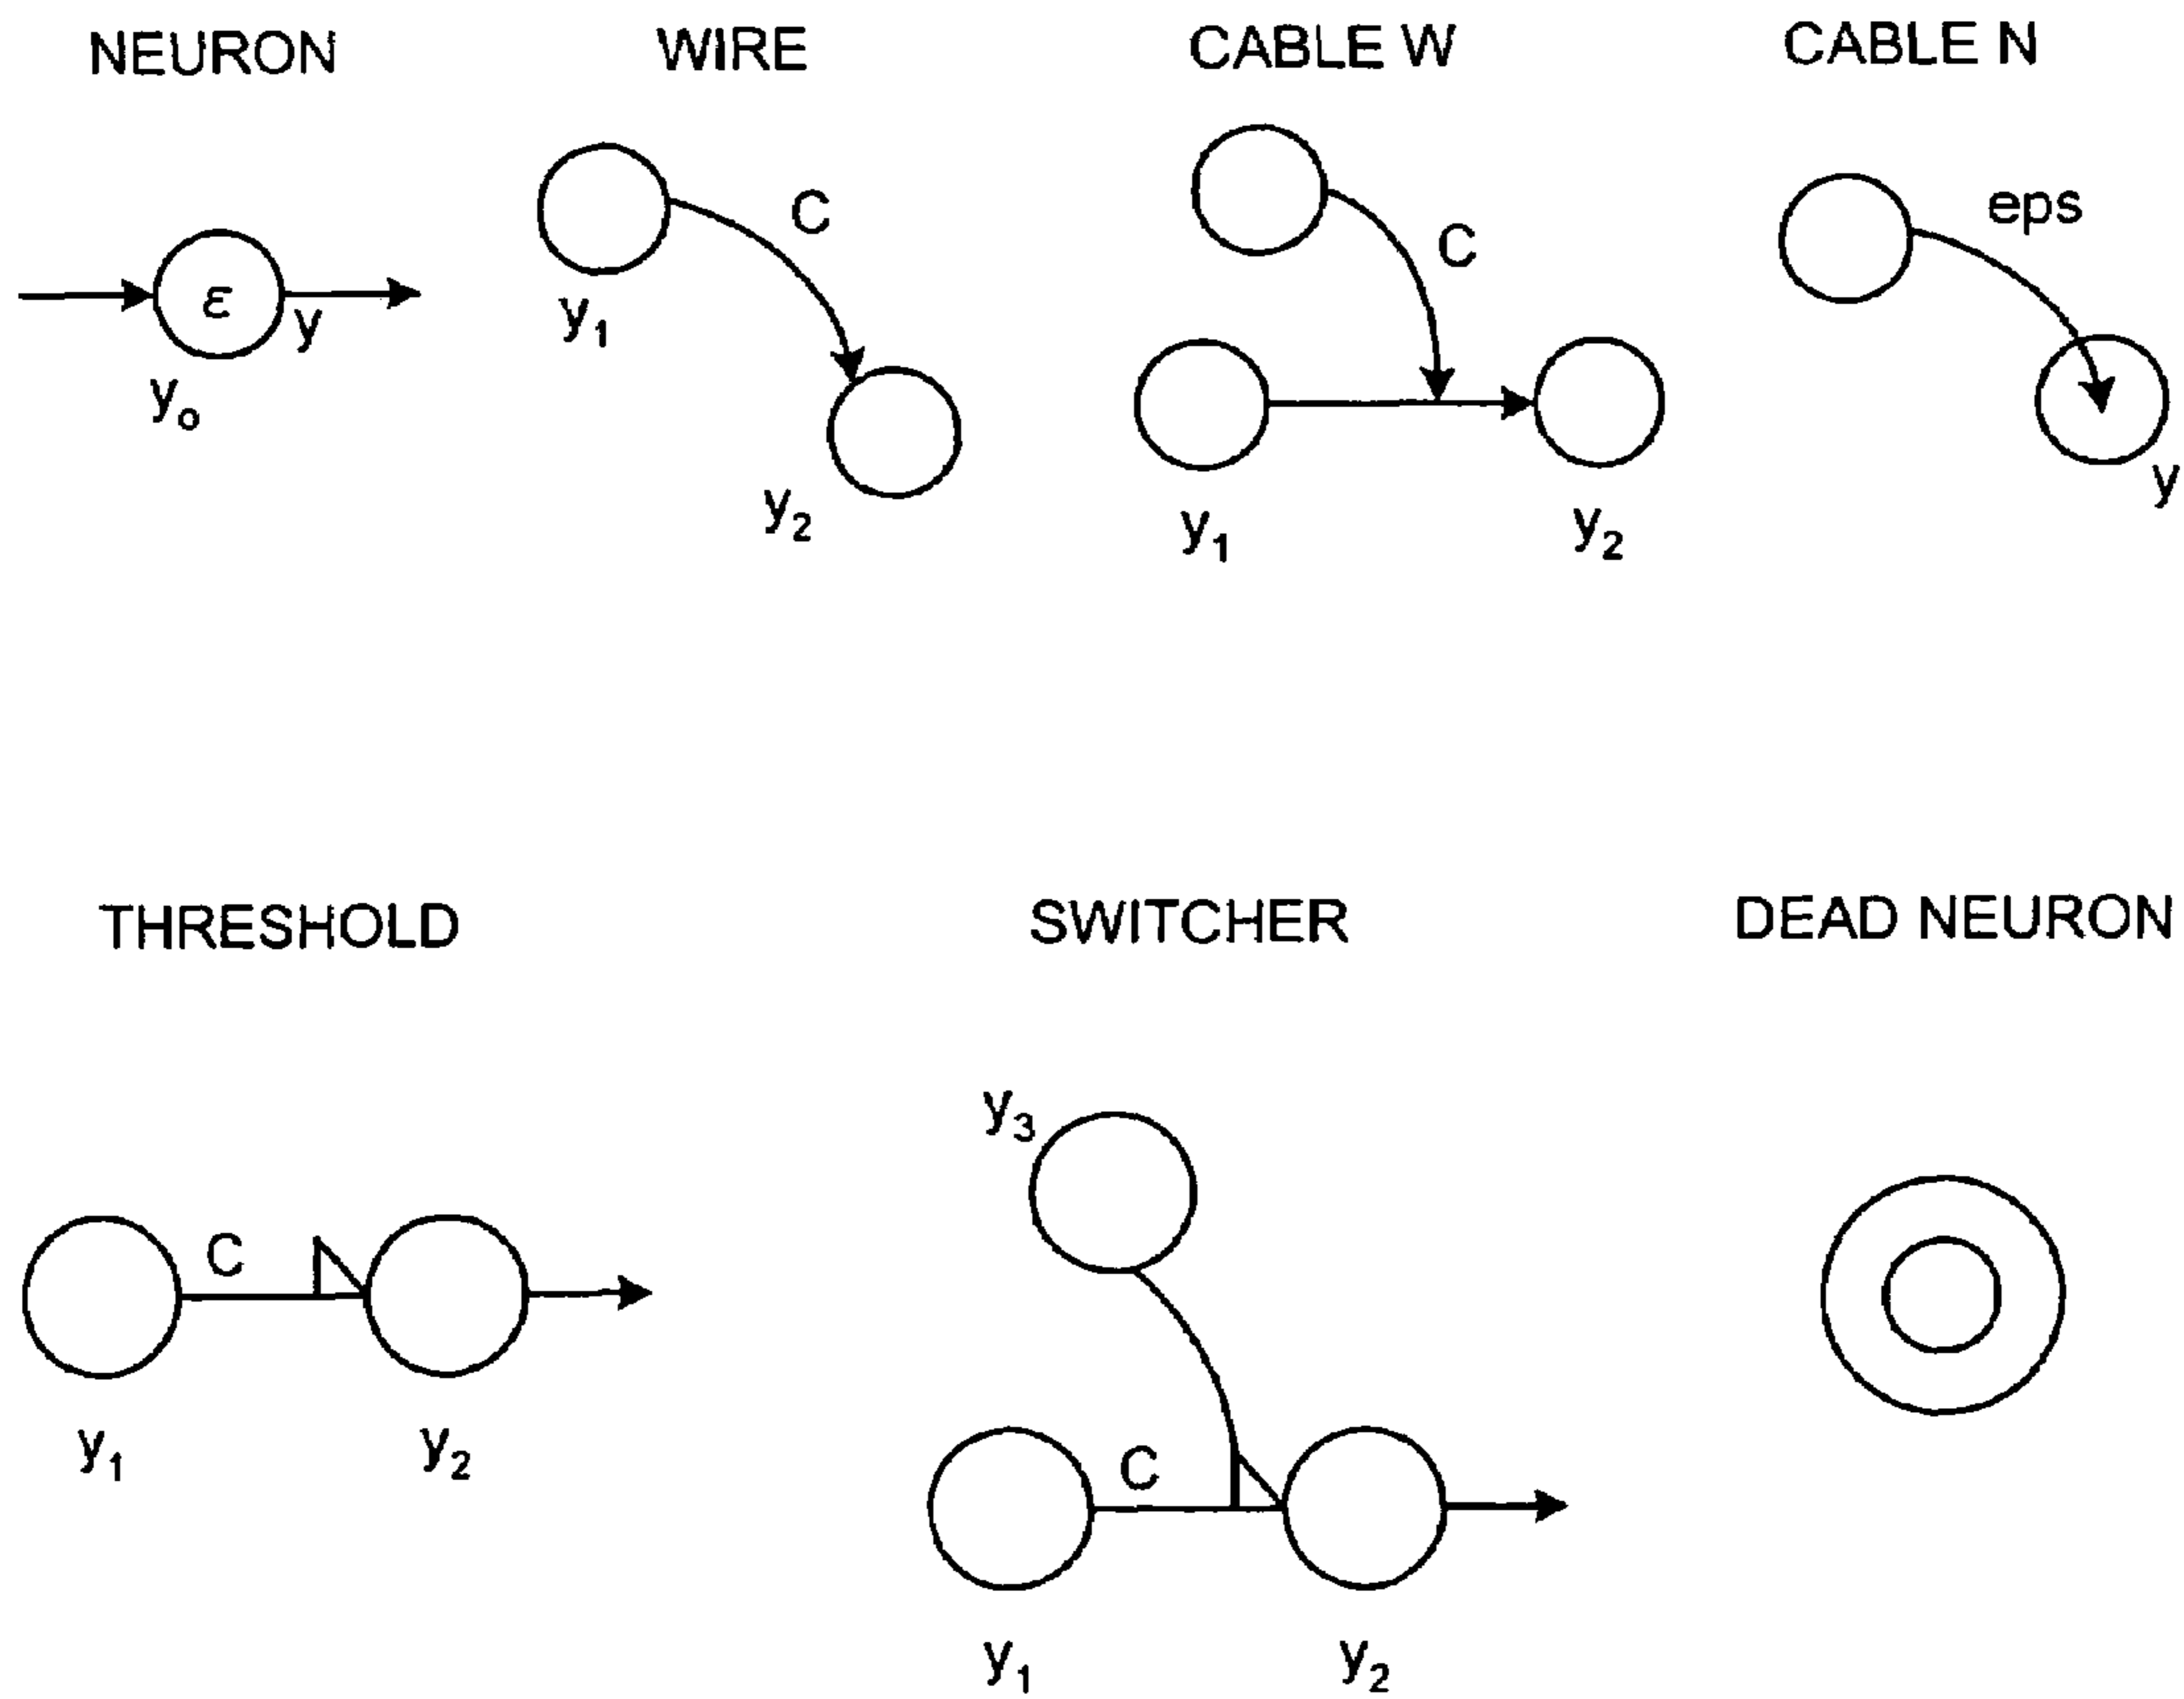 NEURON
ε
y
y₀
WIRE
C
y₁
y₂
CABLE W
C
y₁
y₂
CABLE N
eps
y
THRESHOLD
C
y₁
y₂
SWITCHER
y₃
C
y₁
y₂
DEAD NEURON